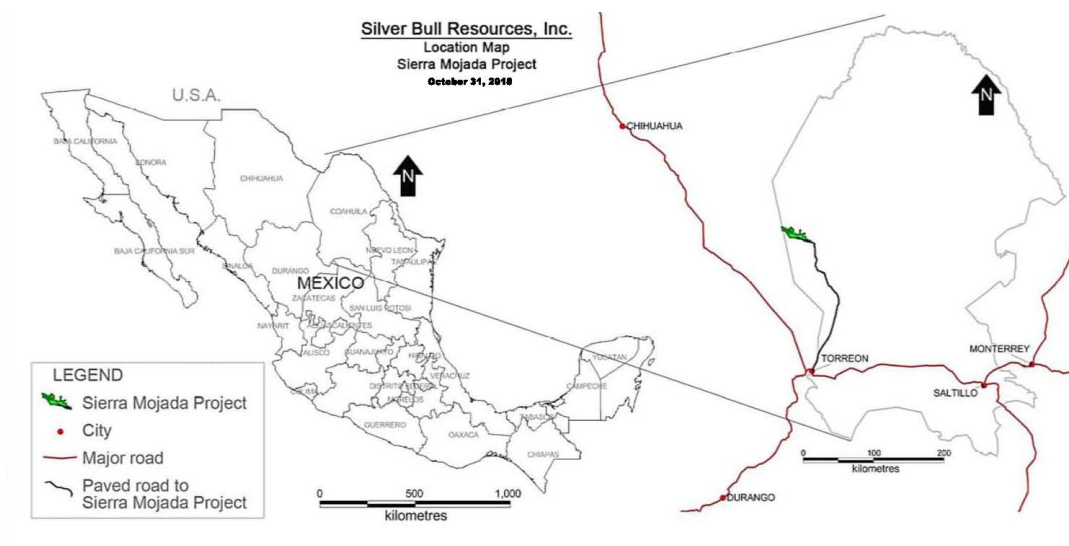 Silver Bull Resources, Inc.
Location Map
Sierra Mojada Project
October 31, 2018
U.S.A.
N
N
CHIHUAHUA
BAJA CALIFORNIA
SONORA
CHIHUAHUA
COAHUILA
BAJA CALIFORNIA SUR
NUEVO LEON
TAMAULIPAS
SINALOA
DURANGO
MEXICO
ZACATECAS
SAN LUIS POTOSI
NAYARIT
AGUASCALIENTES
JALISCO
GUANAJUATO
HIDALGO
YUCATAN
VERACRUZ
COLIMA
DISTRITO FEDERAL
CAMPECHE
MORELOS
TABASCO
GUERRERO
OAXACA
CHIAPAS
TORREON
MONTERREY
SALTILLO
DURANGO
LEGEND
Sierra Mojada Project
City
Major road
Paved road to
Sierra Mojada Project
0 500 1,000
kilometres
0 100 200
kilometres